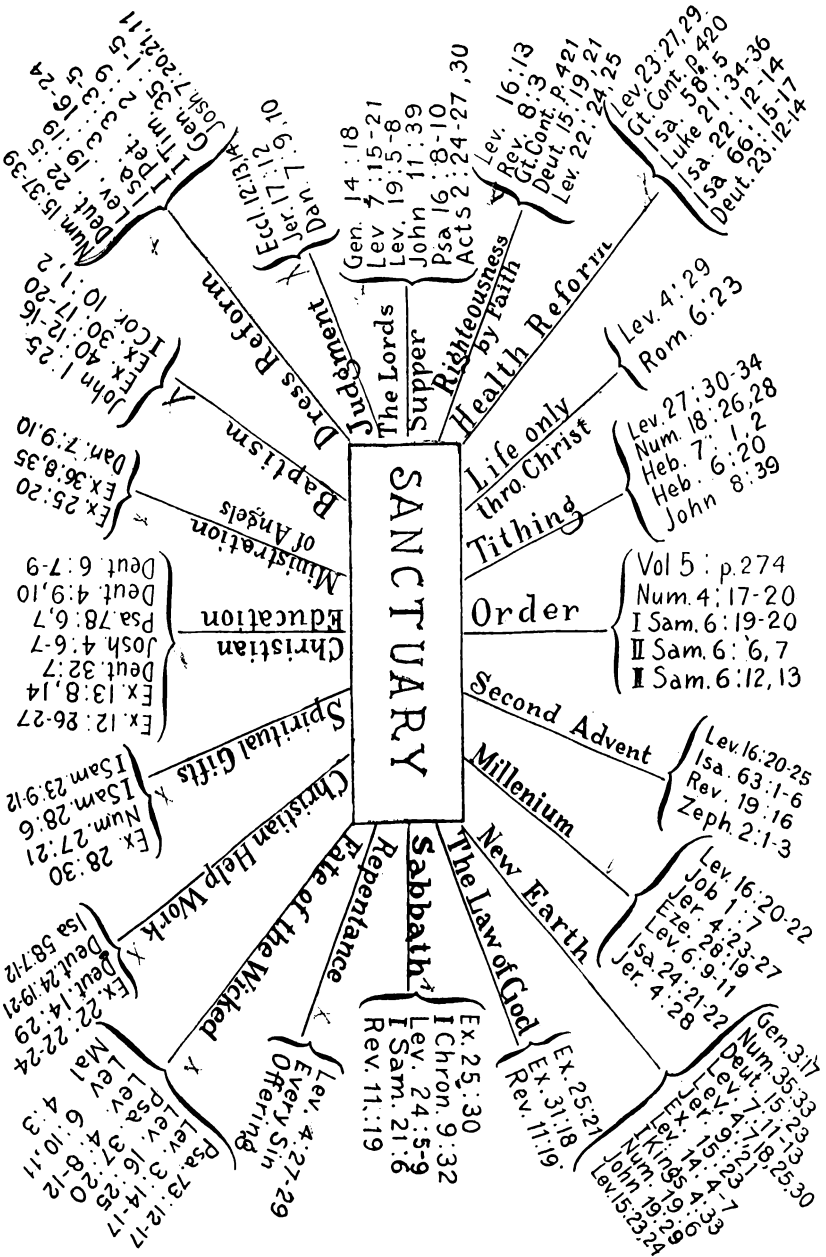 SANCTUARY
The Lords
Supper
Gen. 14:18
Lev 7:15-21
Lev. 19:5-8
John 11:39
Psa 16:8-10
Acts 2:24-27,30
Righteousness
by Faith
Lev. 16:13
Rev. 8:3
Gt.Cont. p.421
Deut. 15:19,21
Lev. 22:24,25
Health Reform
Lev. 23:27,29.
Gt.Cont. p. 420
Isa. 58:5
Luke 21:34-36
Isa. 22:12-14
Isa 66:15-17
Deut. 23:12-14
Life only
thro. Christ
Lev. 4:29
Rom. 6:23
Tithing
Lev. 27:30-34
Num. 18:26,28
Heb. 7:1,2
Heb. 6:20
John 8:39
Order
Vol 5: p.274
Num. 4:17-20
I Sam. 6:19-20
II Sam. 6:6,7
II Sam. 6:12,13
Second Advent
Lev. 16:20-25
Isa. 63:1-6
Rev. 19:16
Zeph. 2:1-3
Millenium
Lev. 16:20-22
Job 1:7
Jer. 4:23-27
Eze. 28:19
Lev. 6:9-11
Isa. 24:21-22
Jer. 4:28
New Earth
Gen. 3:17
Num. 35:33
Deut. 15:23
Lev. 7:11-13
Lev. 4:7,18,25,30
Jer. 9:21
Ex. 15:23
Lev. 14:4-7
I Kings 4:33
Num. 19:6
John 19:29
Lev. 15:23,24
The Law of God
Ex. 25:21
Ex. 31:18
Rev. 11:19
Sabbath
Ex. 25:30
I Chron. 9:32
Lev. 24:5-9
I Sam. 21:6
Rev. 11:19
Repentance
Lev. 4:27-29
Every Sin
Offering
Fate of the Wicked
Psa. 73:12-17
Lev. 3:14-17
Lev. 16:25
Psa. 37:20
Lev. 4:8-12
Lev 6:10,11
Mal 4:3
Christian Help Work
Ex. 22:22-24
Deut 14:29
Deut. 24:19-21
Isa 58:7-12
Spiritual Gifts
Ex. 28:30
Num. 27:21
I Sam. 28:6
I Sam. 23:9-12
Christian
Education
Ex. 12:26-27
Ex. 13:8,14
Deut. 32:7
Josh. 4:6-7
Psa. 78:6,7
Deut. 4:9,10
Deut. 6:7-9
Ministration
of Angels
Ex. 25:20
Ex. 36:8,35
Dan. 7:9,10
Baptism
John 1:25
Ex. 40:12-16
Ex. 30:17-20
I Cor. 10:1,2
Dress Reform
Num. 15:37-39
Deut. 22:5
Lev. 19:19
Isa. 3:16-24
I Pet. 3:3-5
I Tim. 2:9
Gen. 35:1-5
Josh. 7:20,21,11
Judgment
Eccl 12:13,14
Jer. 17:12
Dan. 7:9,10